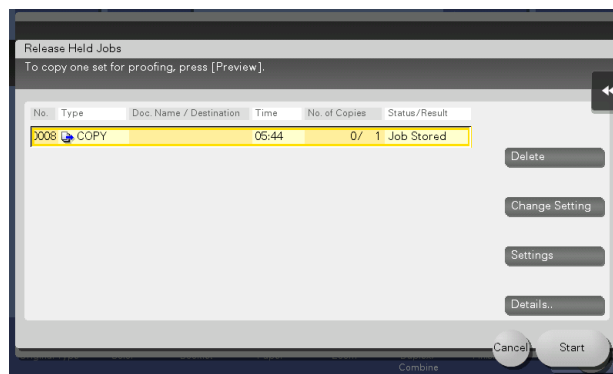 Release Held Jobs
To copy one set for proofing, press [Preview].
No. Type Doc. Name / Destination Time No. of Copies Status/Result
0008 COPY 05:44 0/ 1 Job Stored
Delete
Change Setting
Settings
Details..
Cancel Start
Combine